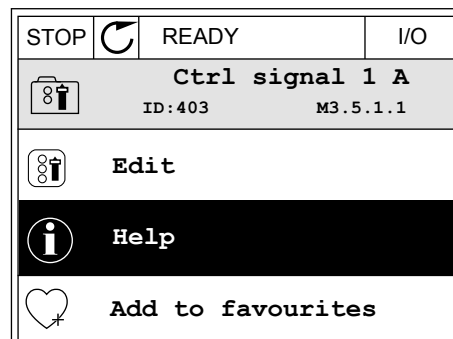 STOP READY I/O
Ctrl signal 1 A
ID:403 M3.5.1.1
Edit
Help
Add to favourites